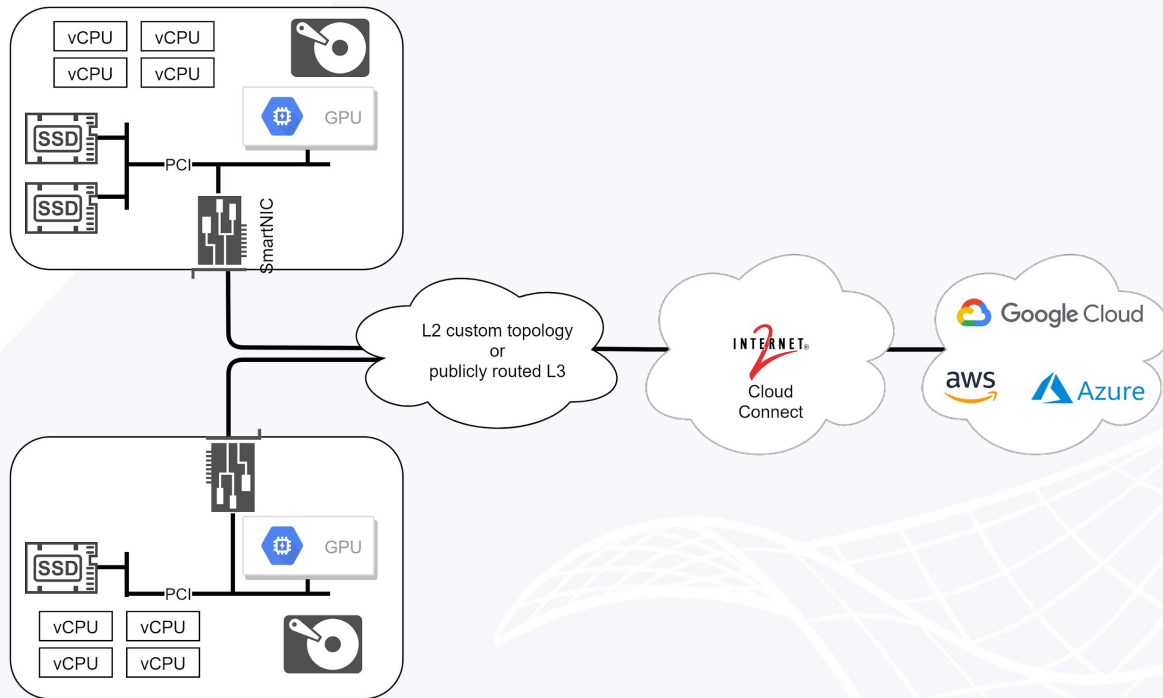 vCPU vCPU
vCPU vCPU
GPU
SSD
PCI
SSD
SmartNIC
L2 custom topology
or
publicly routed L3
INTERNET®
2
Cloud
Connect
Google Cloud
aws
Azure
GPU
SSD
PCI
vCPU vCPU
vCPU vCPU